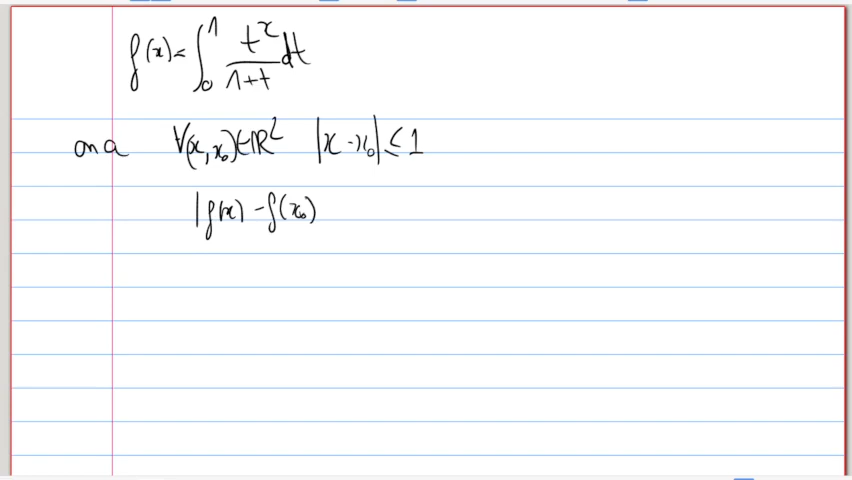 f(x) = ∫₀¹ t^x/(1+t) dt
on a ∀(x, x₀) ∈ ℝ² |x - x₀| ≤ 1
|f(x) - f(x₀)